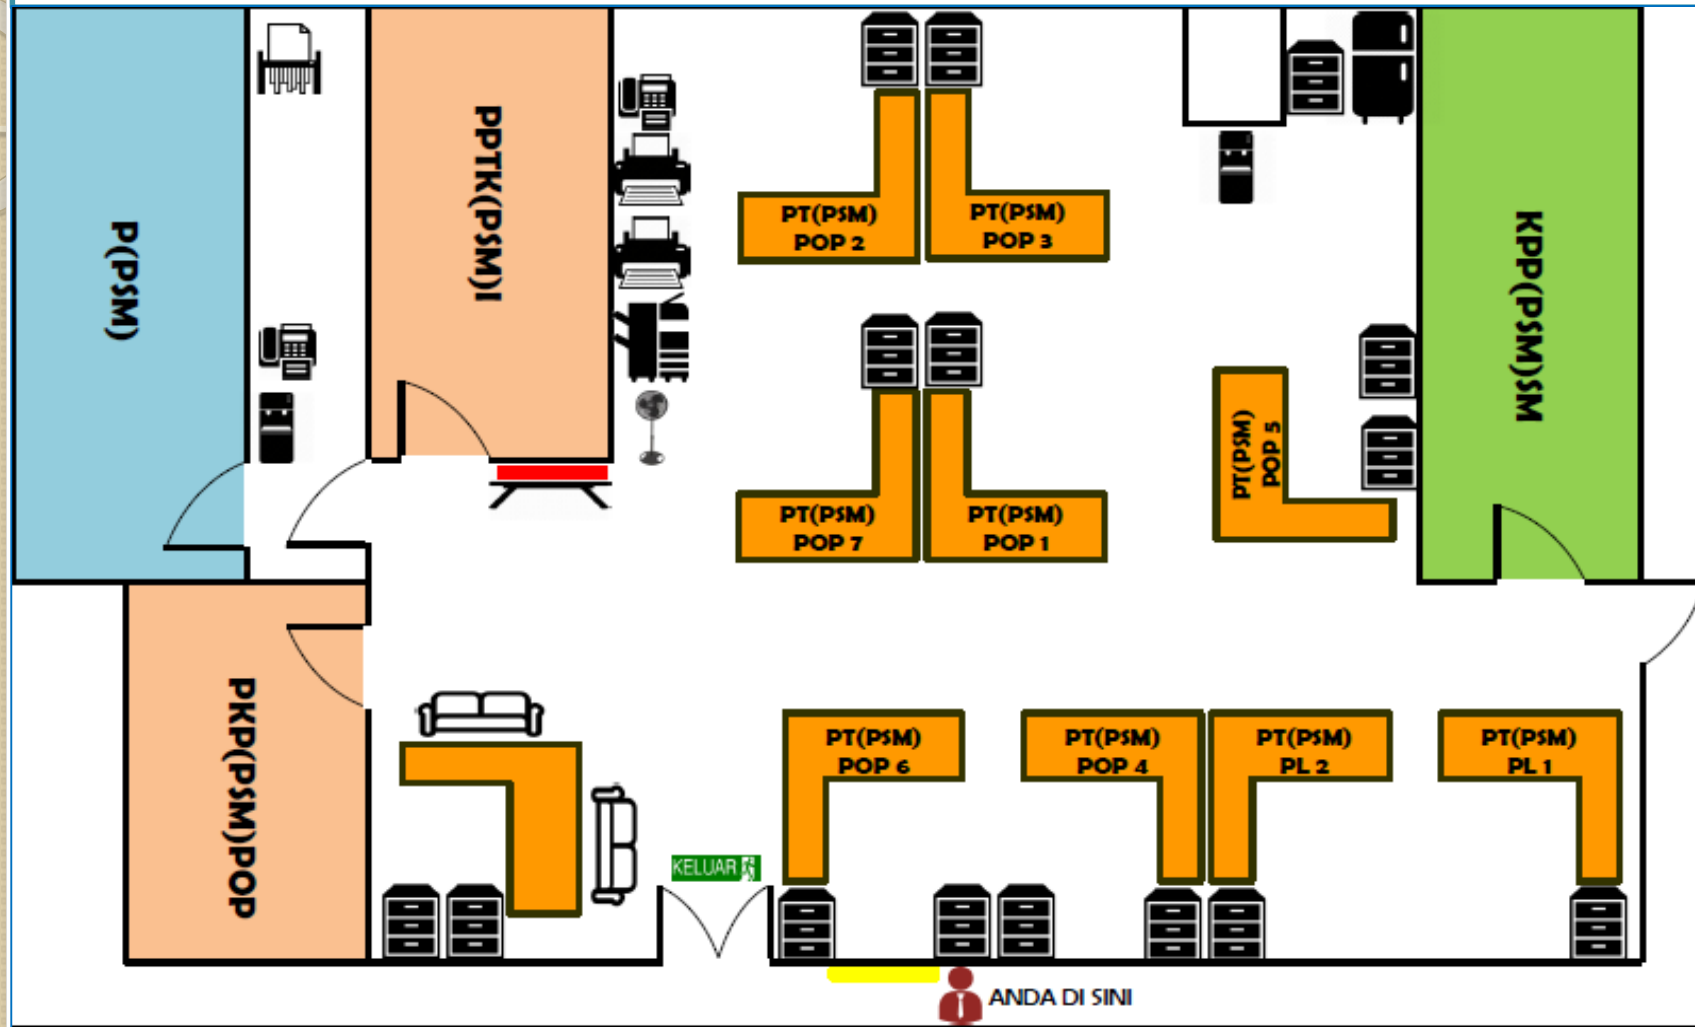 P(PSM)
PPTK(PSM)I
PT(PSM)
POP 2
PT(PSM)
POP 3
KPP(PSM)SM
PT(PSM)
POP 7
PT(PSM)
POP 1
PT(PSM)
POP 5
PKP(PSM)POP
PT(PSM)
POP 6
PT(PSM)
POP 4
PT(PSM)
PL 2
PT(PSM)
PL 1
KELUAR
ANDA DI SINI